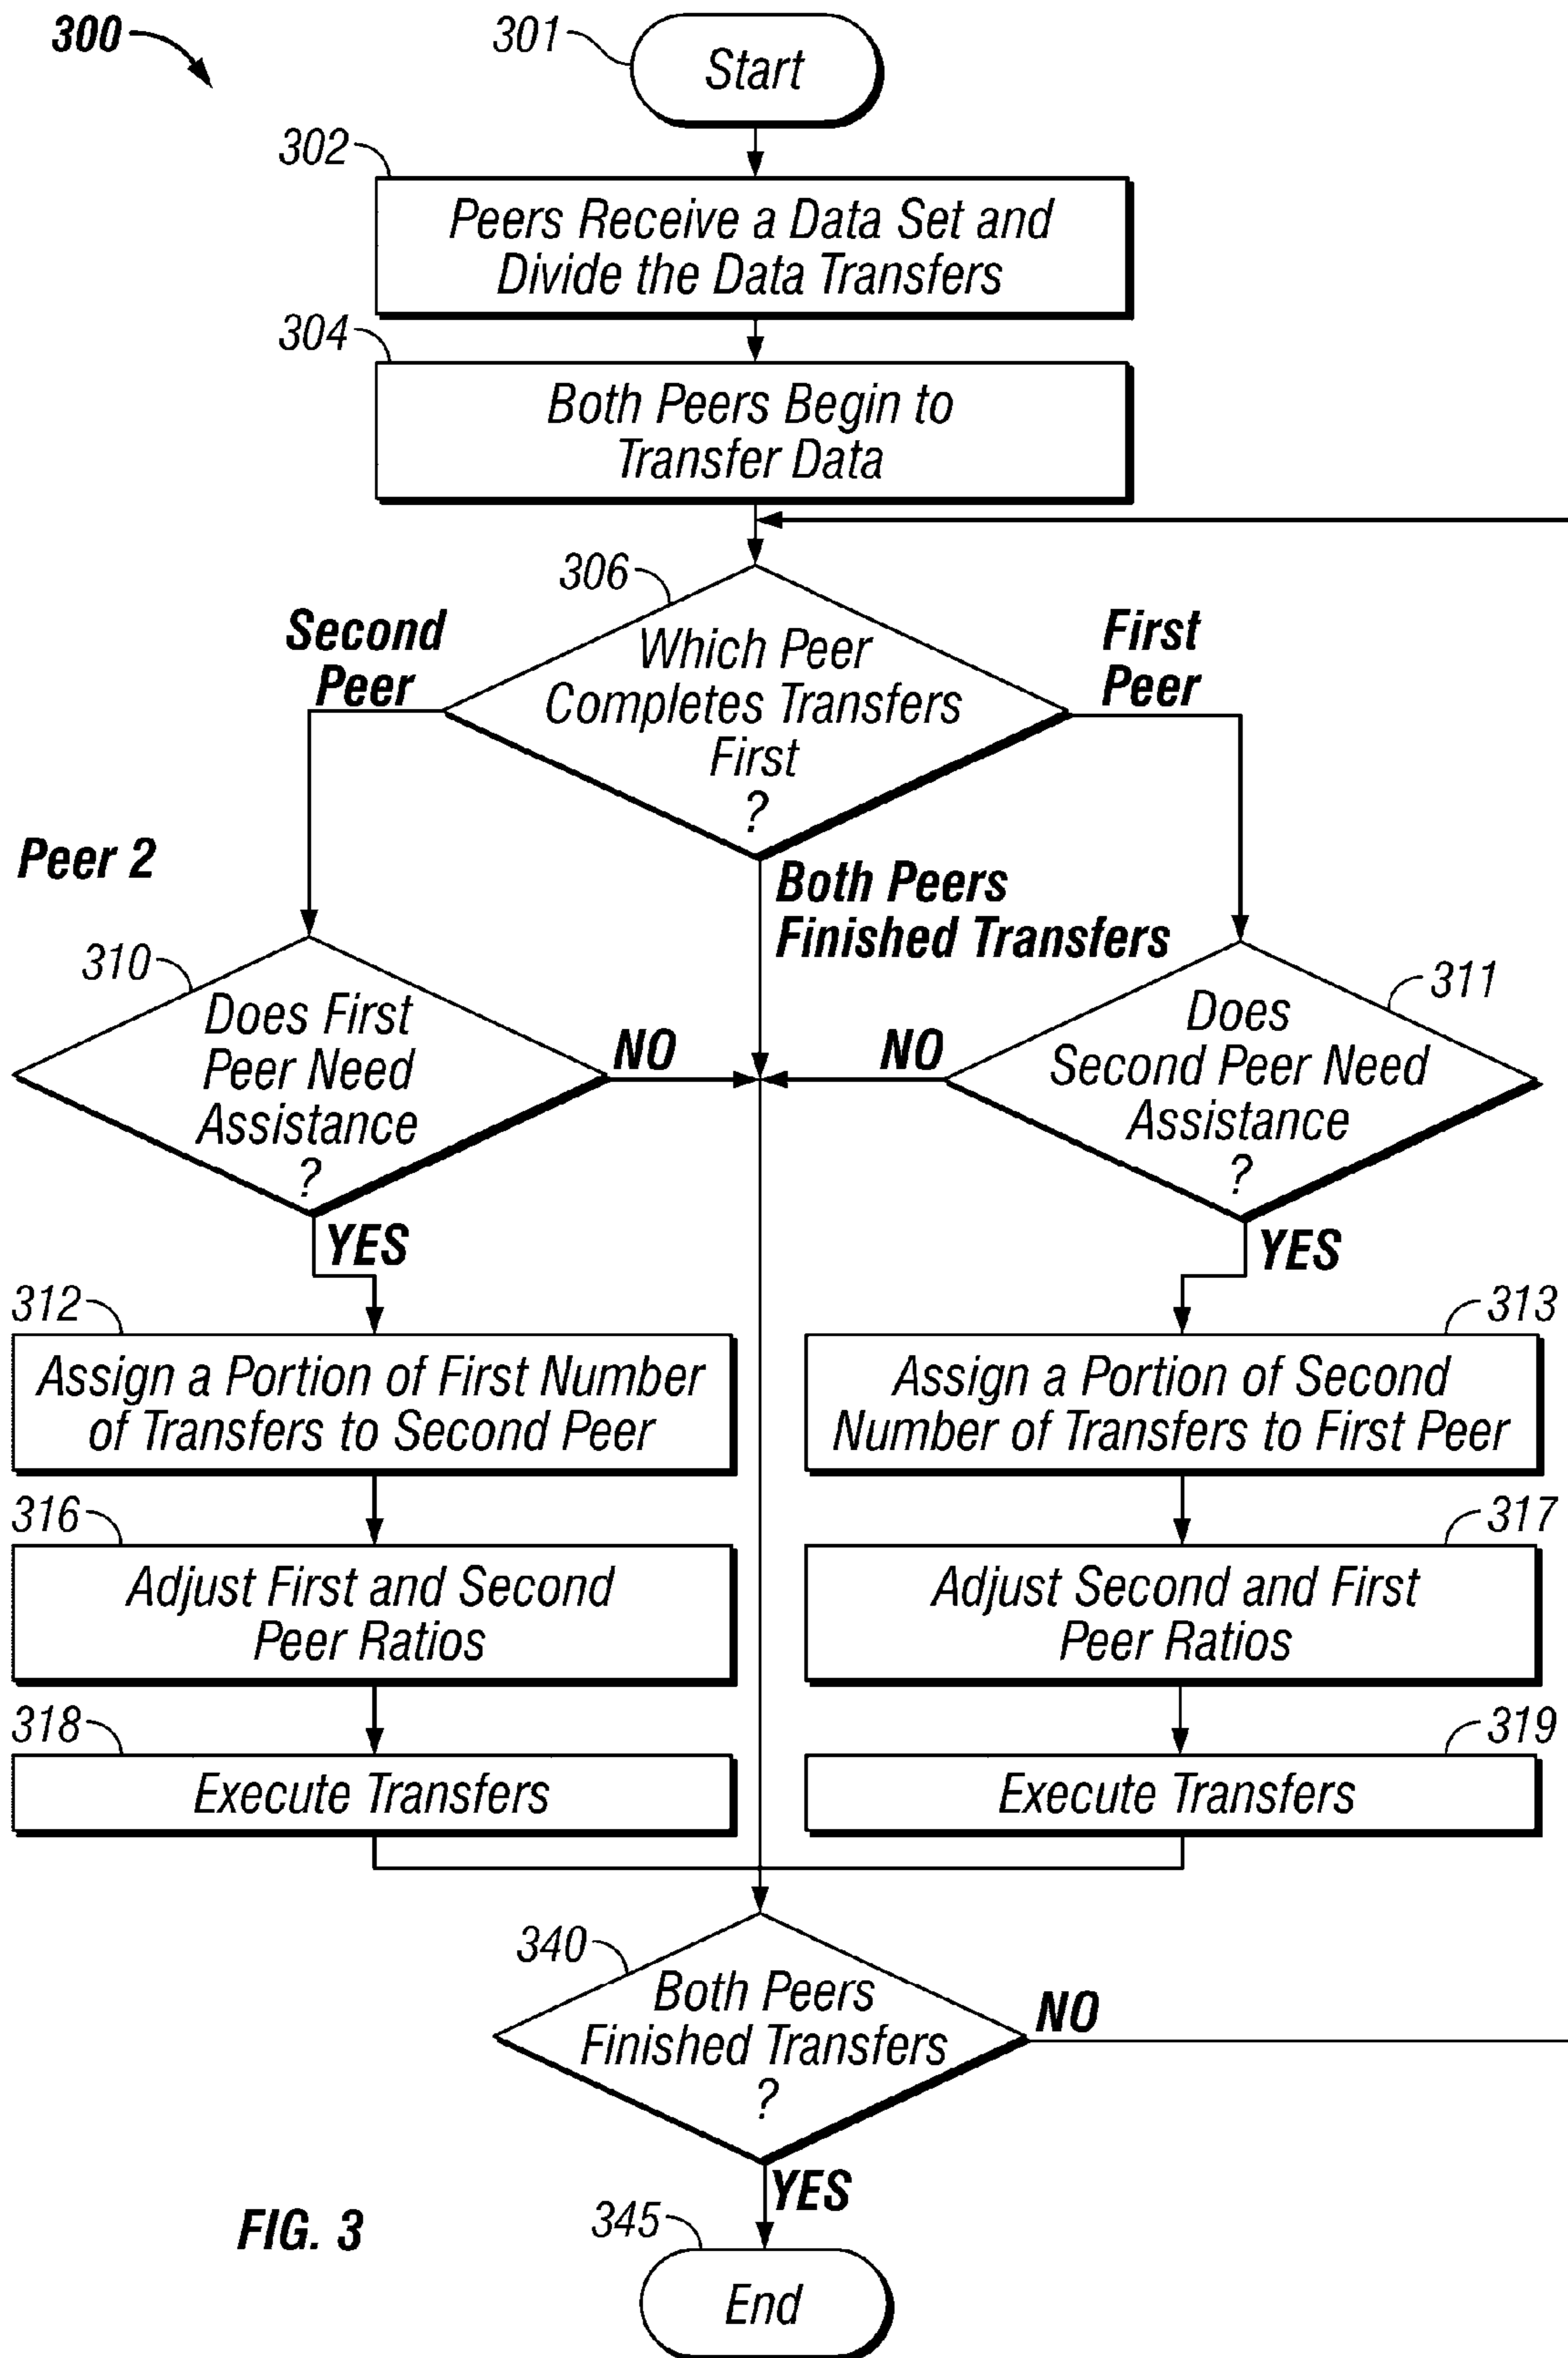 300
301
Start
302
Peers Receive a Data Set and
Divide the Data Transfers
304
Both Peers Begin to
Transfer Data
306
Second
Peer
Which Peer
Completes Transfers
First
?
First
Peer
Peer 2
Both Peers
Finished Transfers
310
Does First
Peer Need
Assistance
?
NO
NO
311
Does
Second Peer Need
Assistance
?
YES
YES
312
Assign a Portion of First Number
of Transfers to Second Peer
313
Assign a Portion of Second
Number of Transfers to First Peer
316
Adjust First and Second
Peer Ratios
317
Adjust Second and First
Peer Ratios
318
Execute Transfers
319
Execute Transfers
340
Both Peers
Finished Transfers
?
NO
YES
FIG. 3
345
End